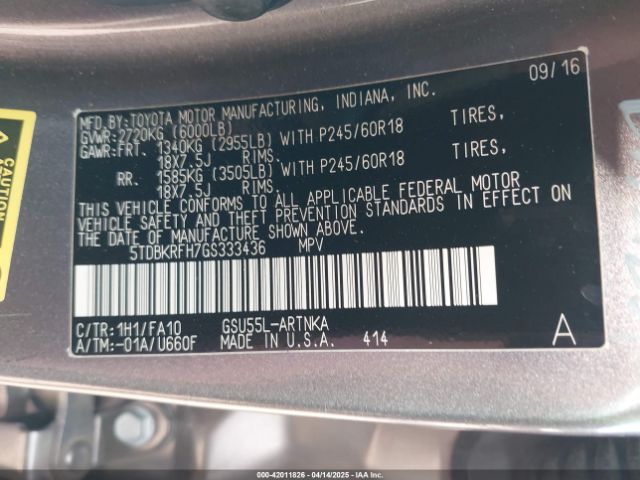 09/16
MFD.BY:TOYOTA MOTOR MANUFACTURING, INDIANA, INC.
GVWR:2720KG (6000LB)
GAWR:FRT. 1340KG (2955LB) WITH P245/60R18 TIRES,
18X7.5J RIMS.
RR. 1585KG (3505LB) WITH P245/60R18 TIRES,
18X7.5J RIMS.
THIS VEHICLE CONFORMS TO ALL APPLICABLE FEDERAL MOTOR
VEHICLE SAFETY AND THEFT PREVENTION STANDARDS IN EFFECT ON
THE DATE OF MANUFACTURE SHOWN ABOVE.
5TDBKRFH7GS333436 MPV
C/TR:1H1/FA10 GSU55L-ARTNKA
A/TM:-01A/U660F MADE IN U.S.A. 414
A
CAUTION
000-42011826 - 04/14/2025 - IAA Inc.